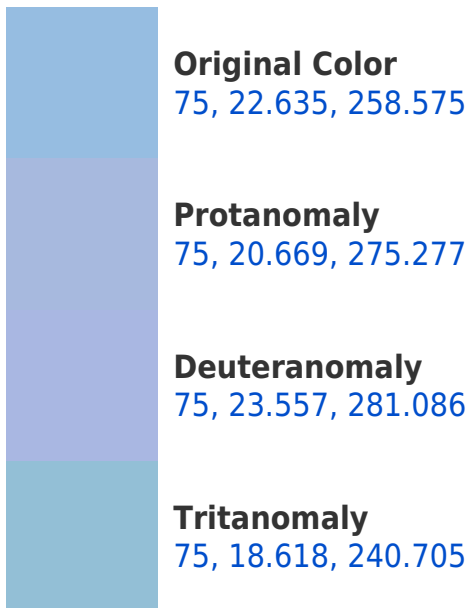 Original Color
75, 22.635, 258.575
Protanomaly
75, 20.669, 275.277
Deuteranomaly
75, 23.557, 281.086
Tritanomaly
75, 18.618, 240.705